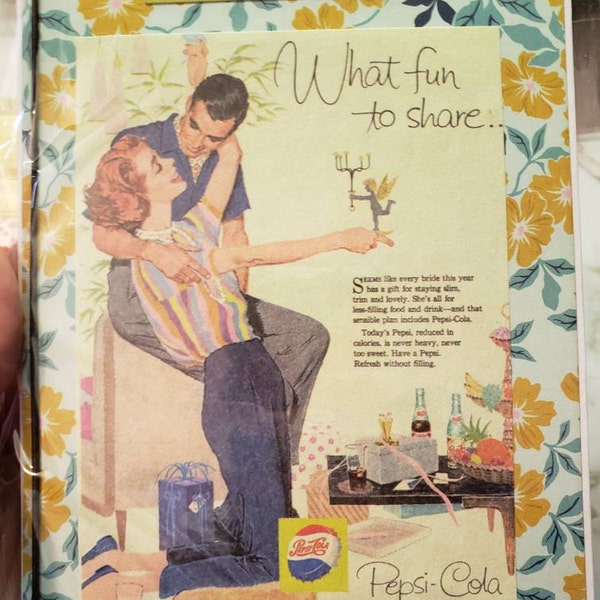 What fun
to share..
SEEMS like every bride this year
has a gift for staying slim,
trim and lovely. She's all for
less-filling food and drink—and that
sensible plan includes Pepsi-Cola.
Today's Pepsi, reduced in
calories, is never heavy, never
too sweet. Have a Pepsi.
Refresh without filling.
PEPSI-COLA
Pepsi-Cola